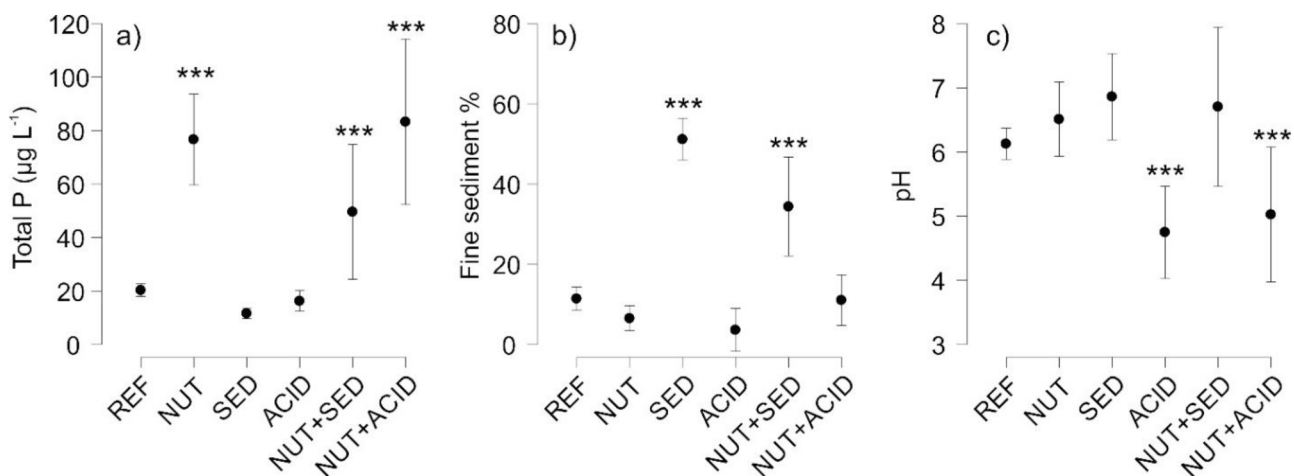 a)
Total P (µg L⁻¹)
120
100
80
60
40
20
0
***
***
***
REF
NUT
SED
ACID
NUT+SED
NUT+ACID
b)
Fine sediment %
80
60
40
20
0
***
***
REF
NUT
SED
ACID
NUT+SED
NUT+ACID
c)
pH
8
7
6
5
4
3
***
***
REF
NUT
SED
ACID
NUT+SED
NUT+ACID